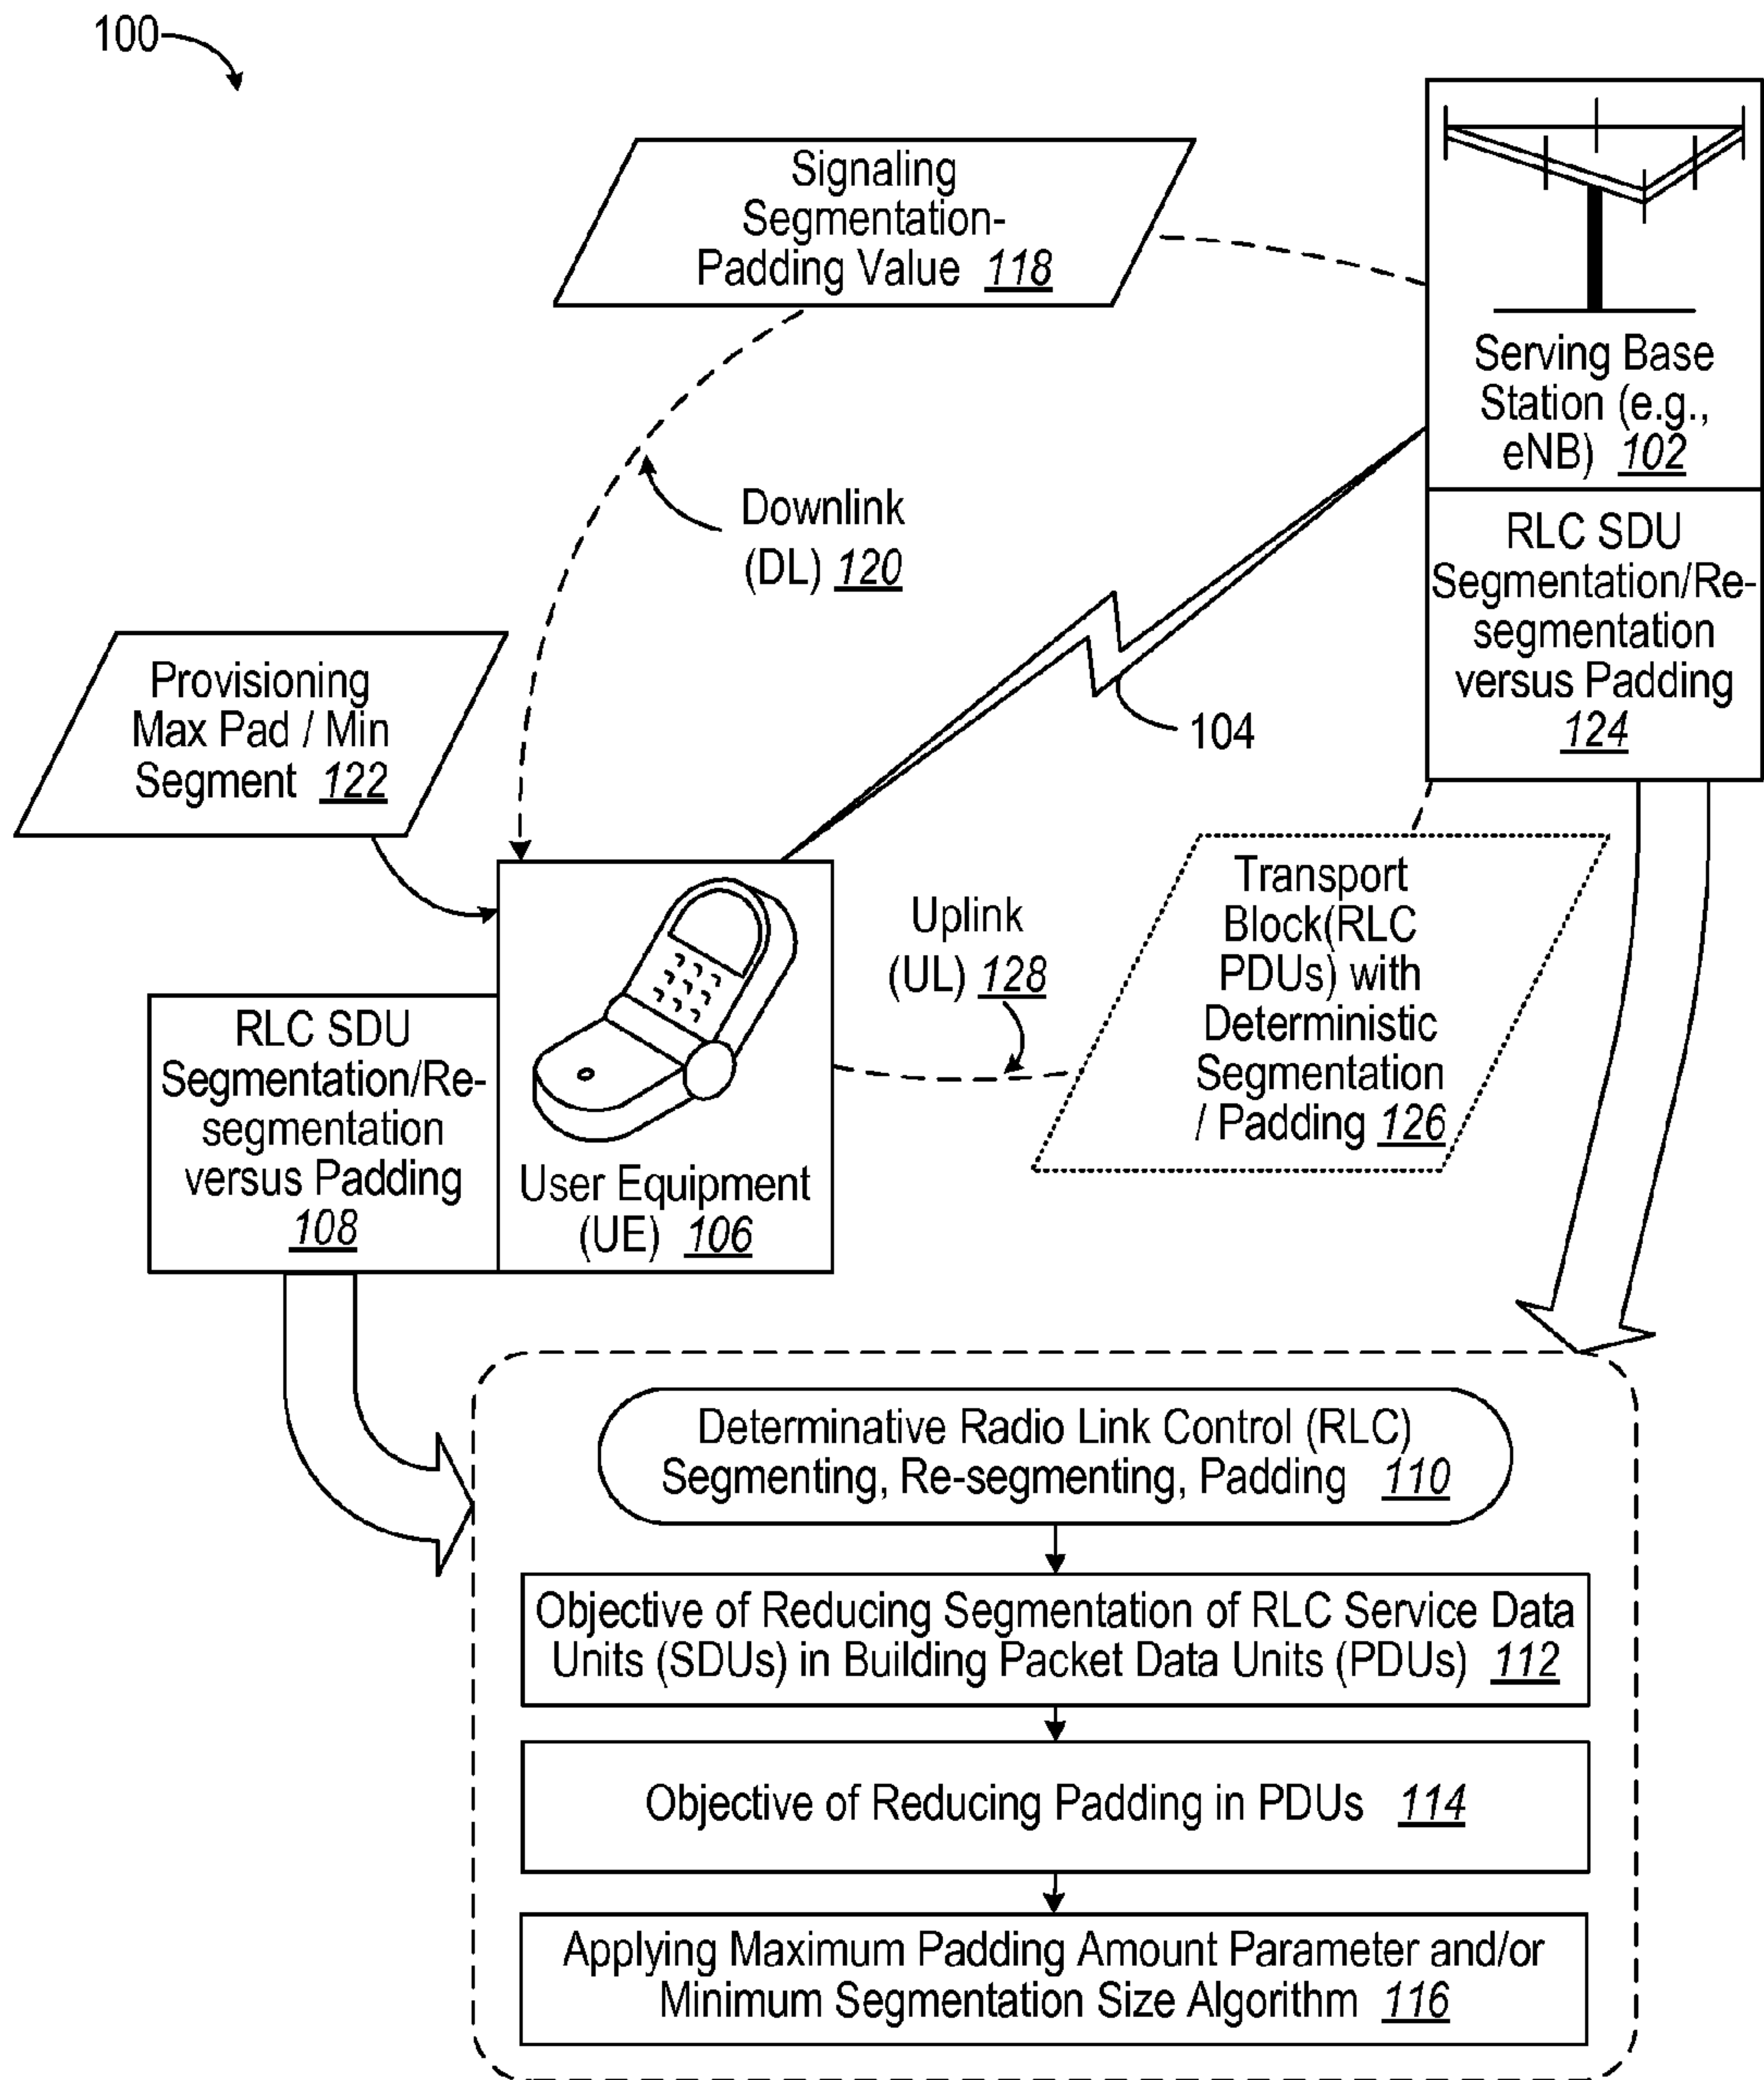 100
Signaling
Segmentation-
Padding Value 118
Serving Base
Station (e.g.,
eNB) 102
Downlink
(DL) 120
RLC SDU
Segmentation/Re-
segmentation
versus Padding
124
Provisioning
Max Pad / Min
Segment 122
104
Uplink
(UL) 128
Transport
Block(RLC
PDUs) with
Deterministic
Segmentation
/ Padding 126
RLC SDU
Segmentation/Re-
segmentation
versus Padding
108
User Equipment
(UE) 106
Determinative Radio Link Control (RLC)
Segmenting, Re-segmenting, Padding 110
Objective of Reducing Segmentation of RLC Service Data
Units (SDUs) in Building Packet Data Units (PDUs) 112
Objective of Reducing Padding in PDUs 114
Applying Maximum Padding Amount Parameter and/or
Minimum Segmentation Size Algorithm 116